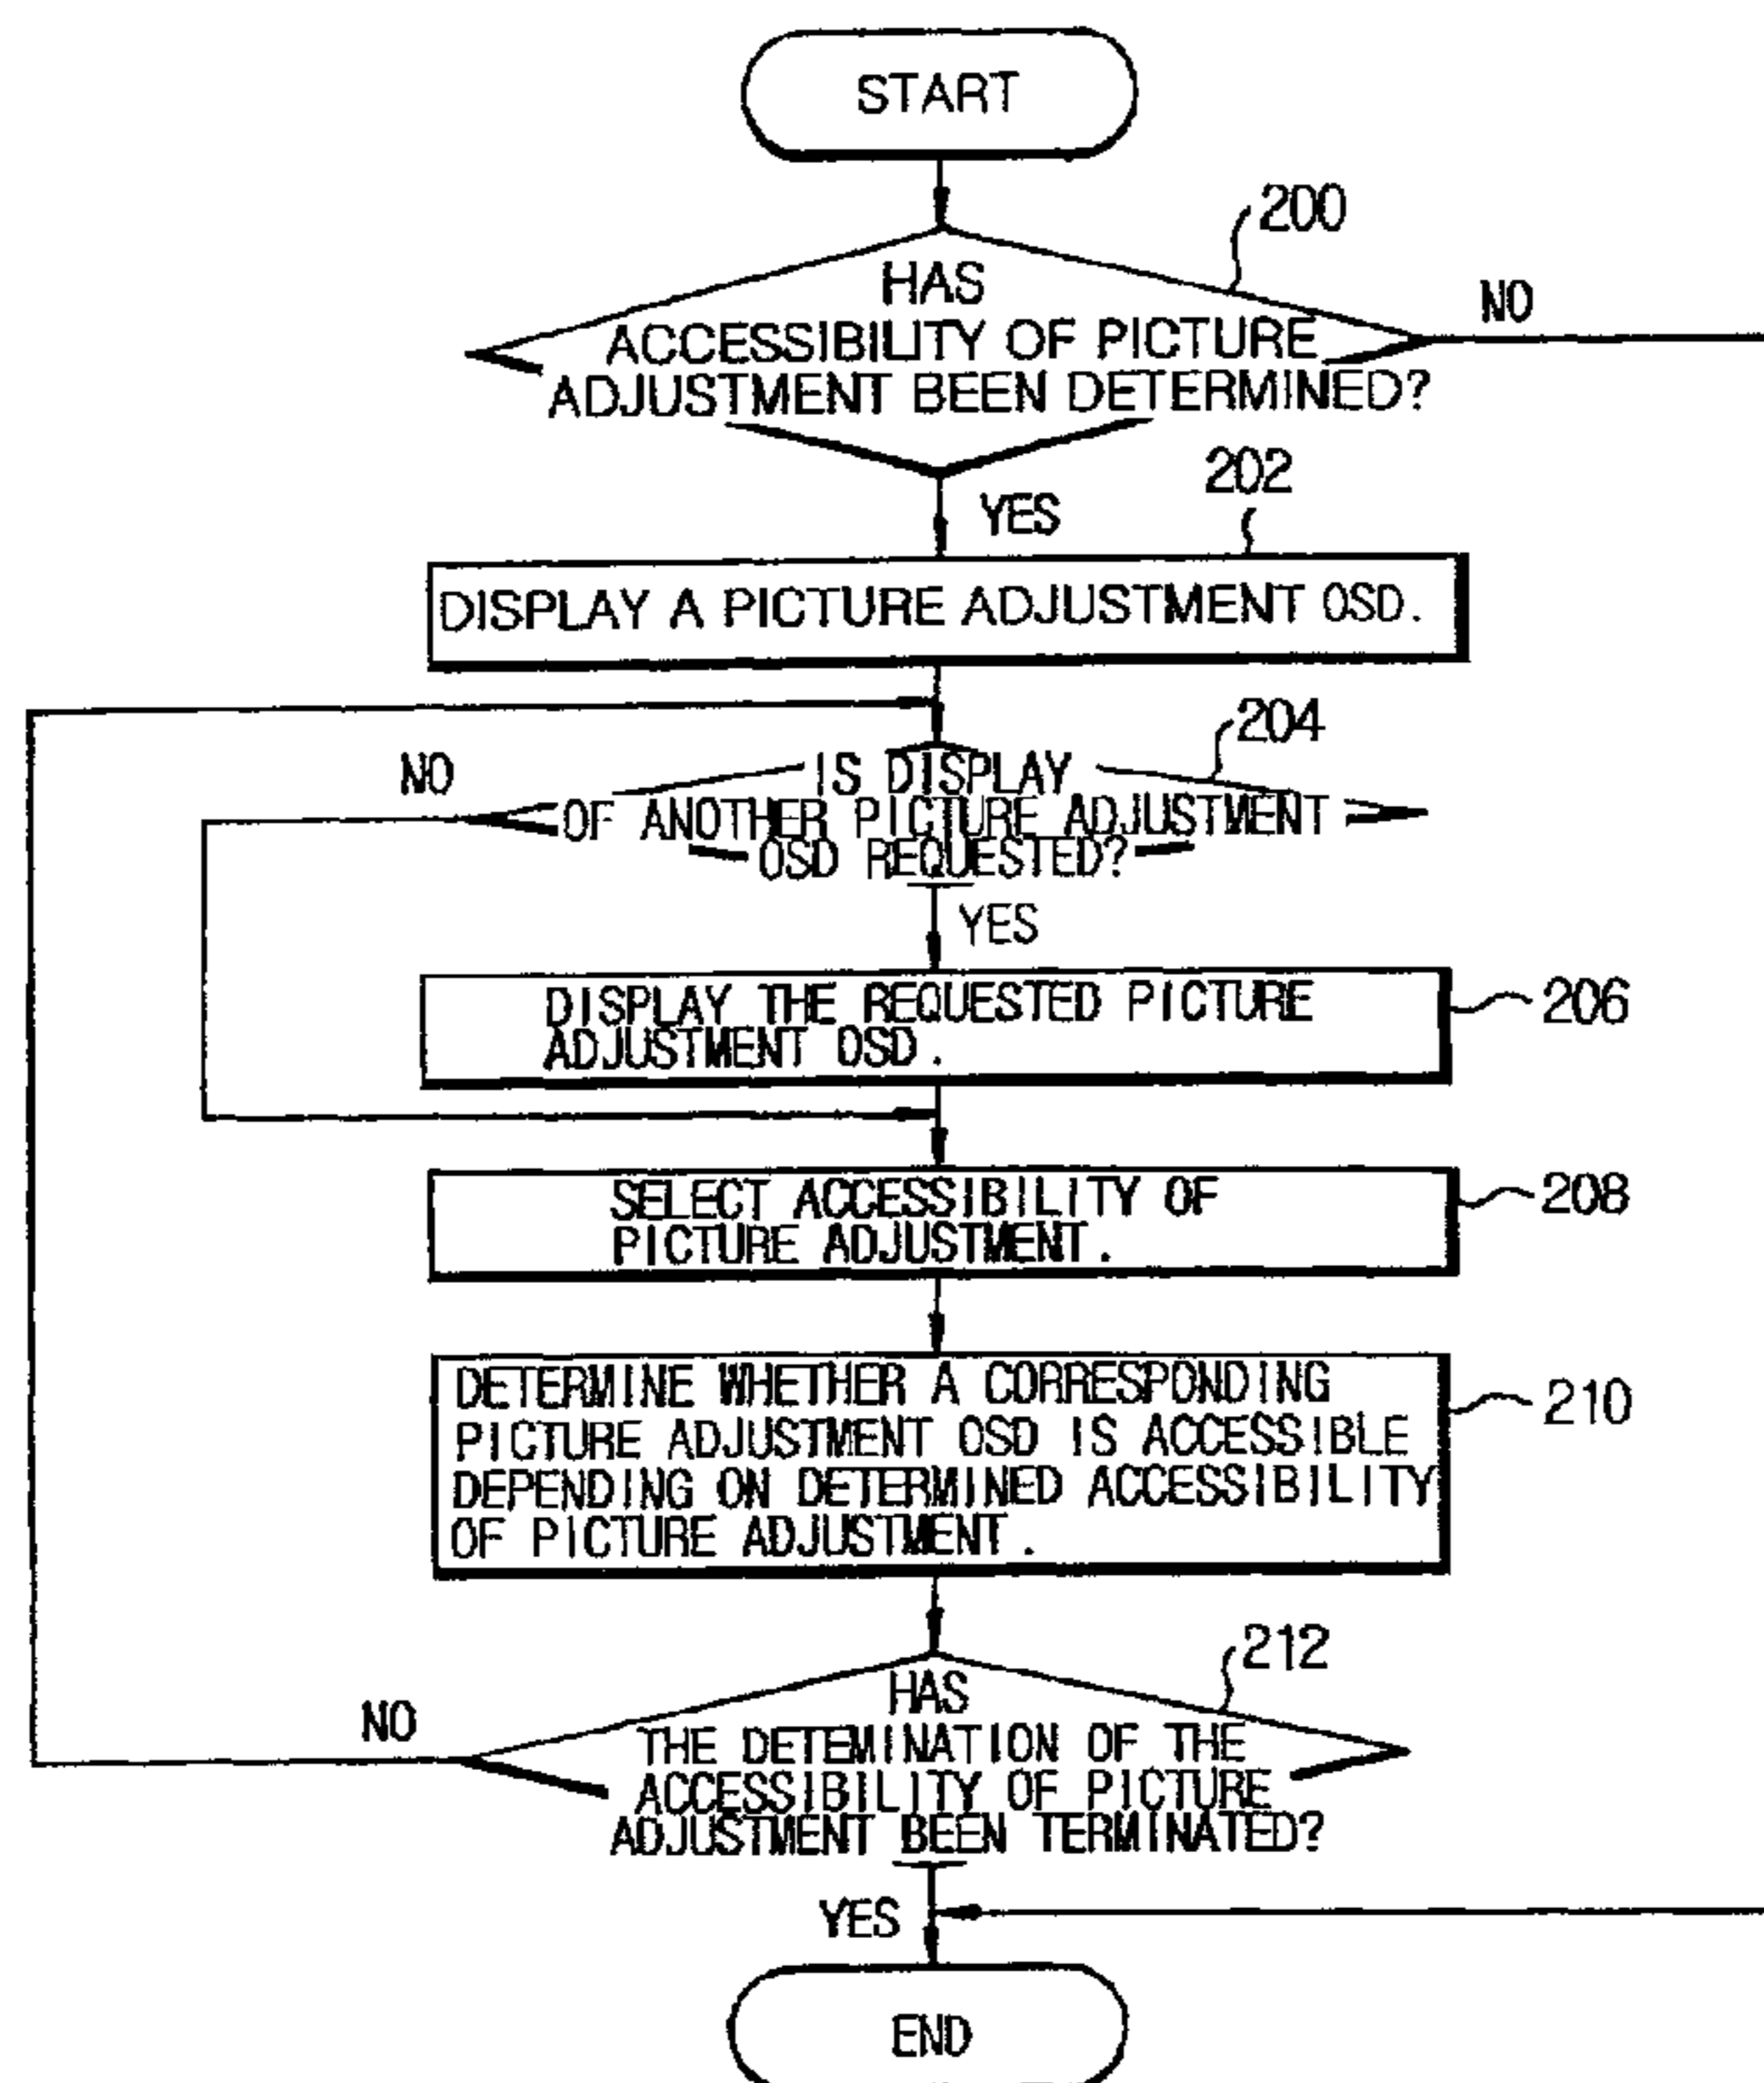 START
200
HAS
NO
ACCESSIBILITY OF PICTURE
ADJUSTMENT BEEN DETERMINED?
202
YES
DISPLAY A PICTURE ADJUSTMENT OSD.
204
NO
IS DISPLAY
OF ANOTHER PICTURE ADJUSTMENT
OSD REQUESTED?
YES
DISPLAY THE REQUESTED PICTURE
206
ADJUSTMENT OSD.
SELECT ACCESSIBILITY OF
208
PICTURE ADJUSTMENT.
DETERMINE WHETHER A CORRESPONDING
210
PICTURE ADJUSTMENT OSD IS ACCESSIBLE
DEPENDING ON DETERMINED ACCESSIBILITY
OF PICTURE ADJUSTMENT.
212
HAS
NO
THE DETEMINATION OF THE
ACCESSIBILITY OF PICTURE
ADJUSTMENT BEEN TERMINATED?
YES
END